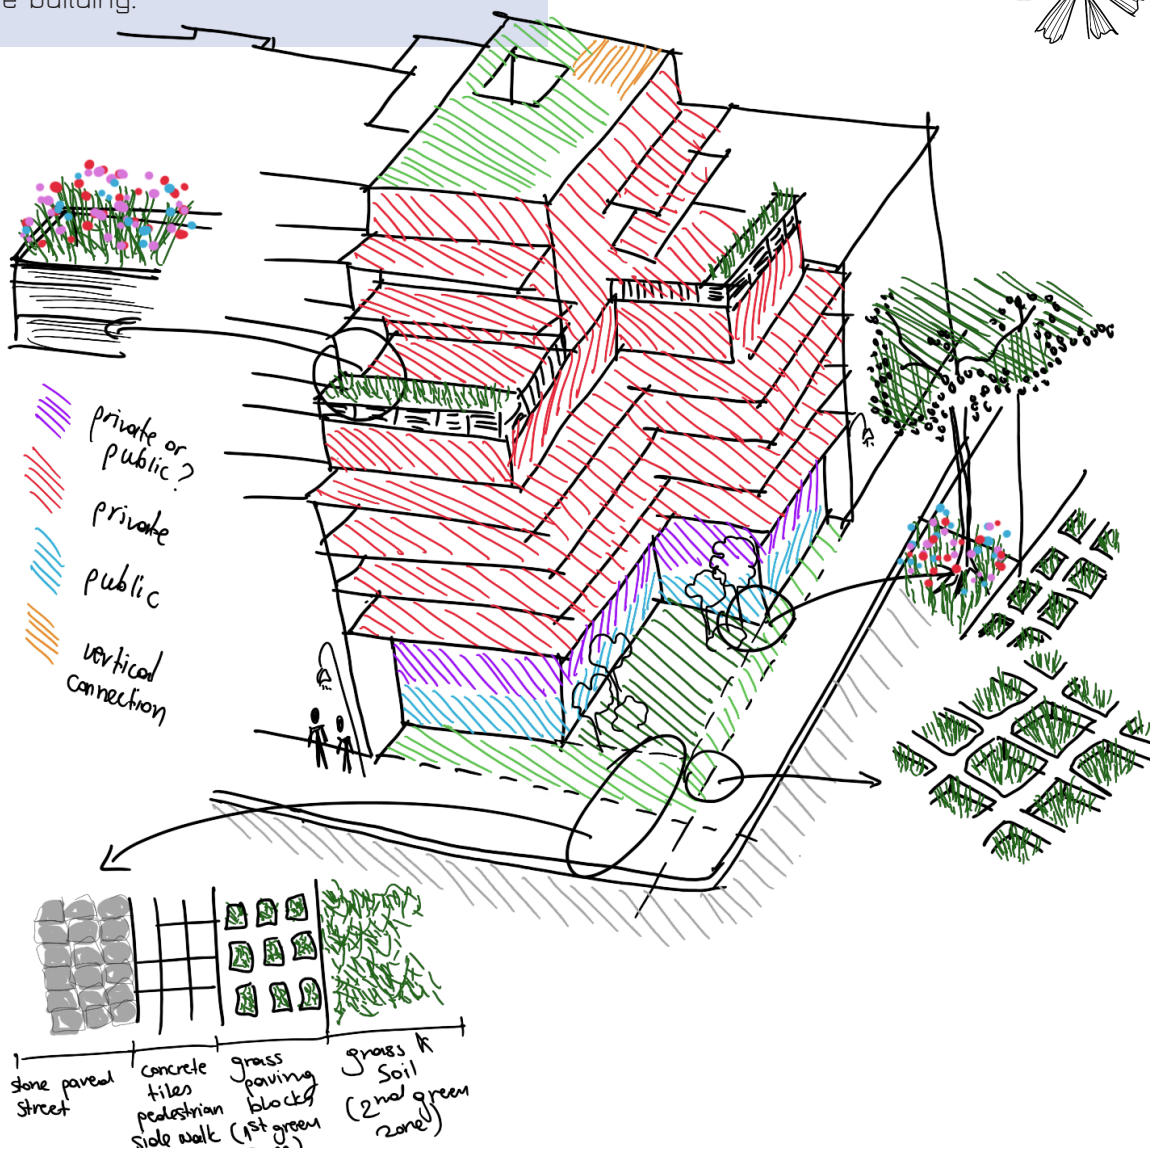 e building.
private or
public?
private
public
vertical
connection
stone paved
street
concrete
tiles
pedestrian
side walk
grass
paving
blocks
(1st green
grass &
soil
(2nd green
zone)